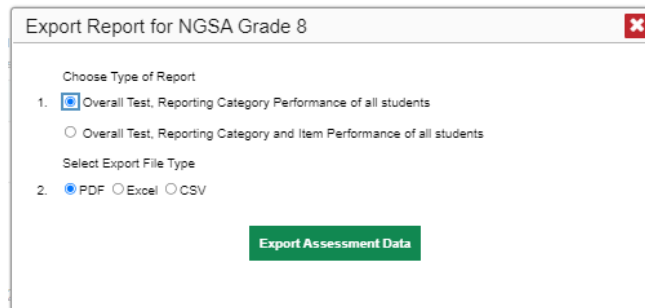 Export Report for NGSA Grade 8
Choose Type of Report
1. Overall Test, Reporting Category Performance of all students
Overall Test, Reporting Category and Item Performance of all students
Select Export File Type
2. PDF Excel CSV
Export Assessment Data